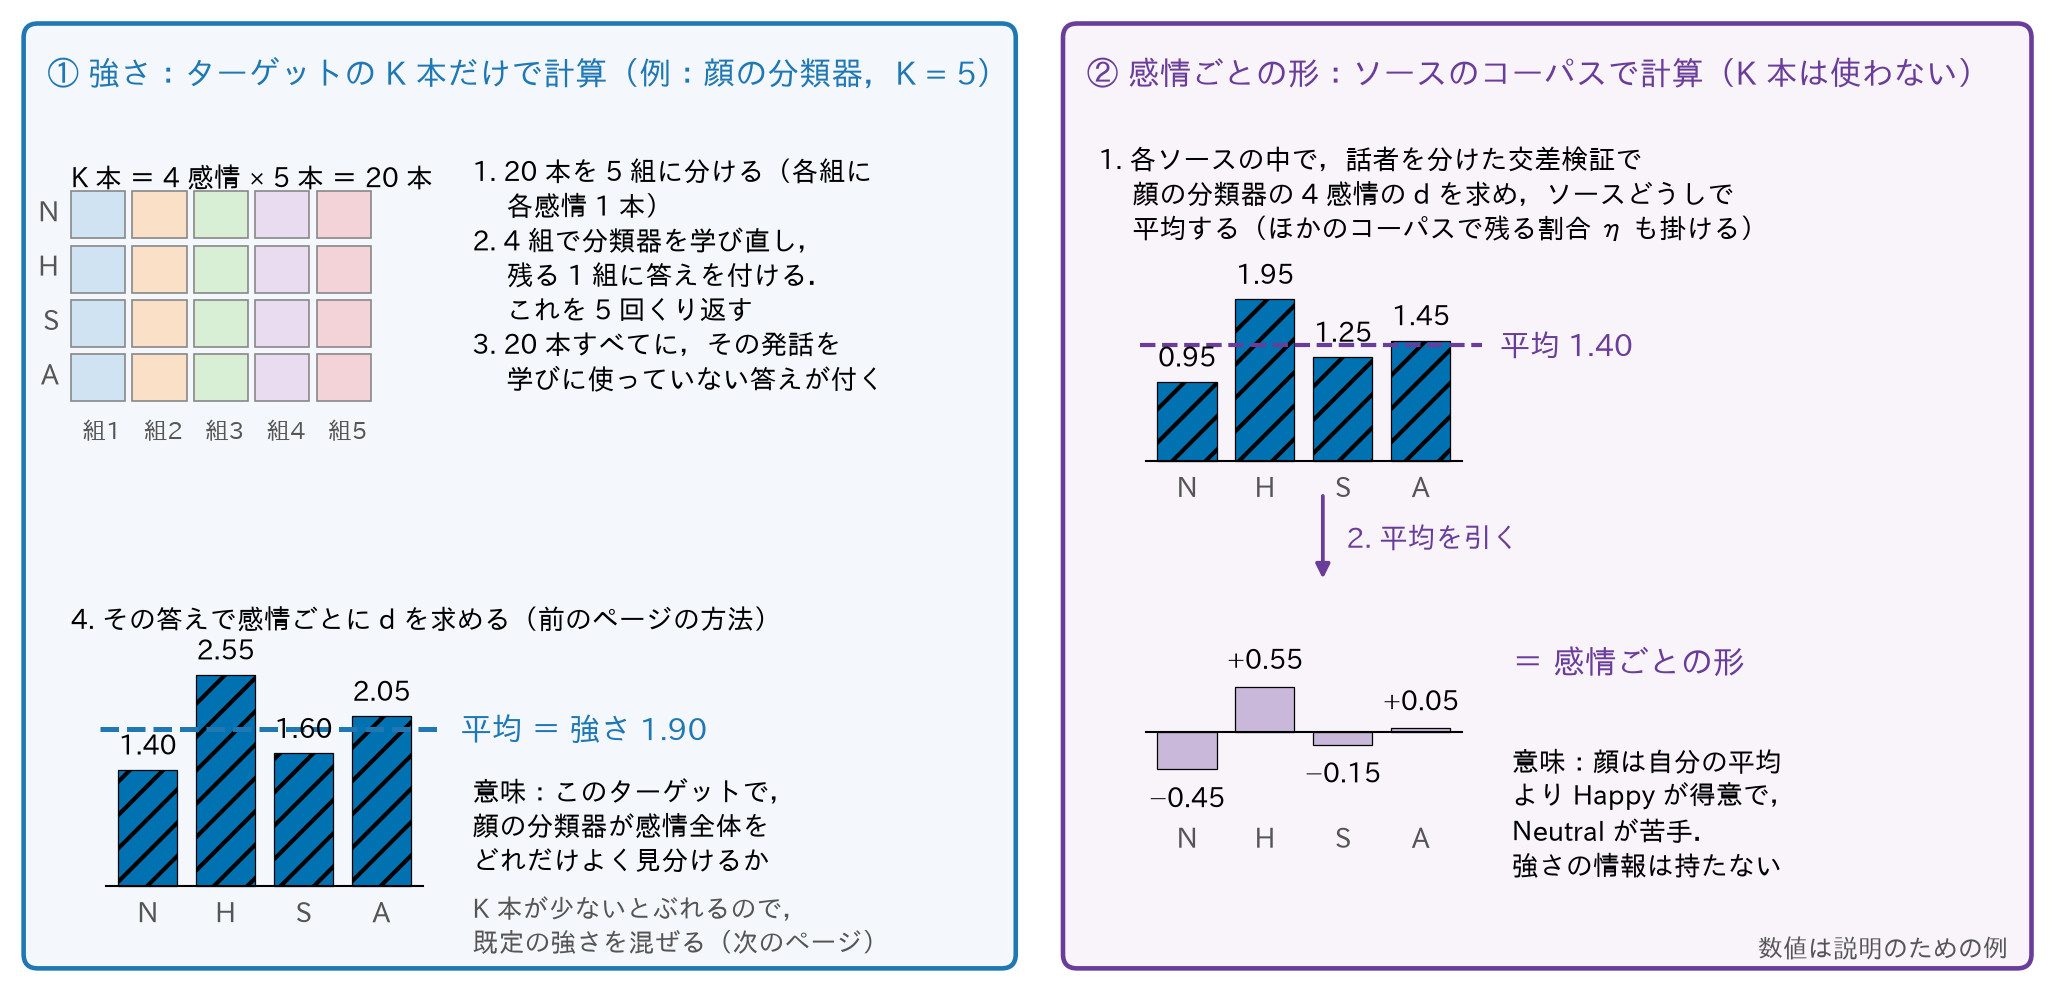 ① 強さ：ターゲットの K 本だけで計算（例：顔の分類器，K = 5）
K 本 ＝ 4 感情 × 5 本 ＝ 20 本
N
H
S
A
組1 組2 組3 組4 組5
1. 20 本を 5 組に分ける（各組に
各感情 1 本）
2. 4 組で分類器を学び直し，
残る 1 組に答えを付ける．
これを 5 回くり返す
3. 20 本すべてに，その発話を
学びに使っていない答えが付く
4. その答えで感情ごとに d を求める（前のページの方法）
1.40 2.55 1.60 2.05
平均 ＝ 強さ 1.90
N H S A
意味：このターゲットで，
顔の分類器が感情全体を
どれだけよく見分けるか
K 本が少ないとぶれるので，
既定の強さを混ぜる（次のページ）
② 感情ごとの形：ソースのコーパスで計算（K 本は使わない）
1. 各ソースの中で，話者を分けた交差検証で
顔の分類器の 4 感情の d を求め，ソースどうしで
平均する（ほかのコーパスで残る割合 η も掛ける）
0.95 1.95 1.25 1.45
平均 1.40
N H S A
2. 平均を引く
−0.45 +0.55 −0.15 +0.05
N H S A
＝ 感情ごとの形
意味：顔は自分の平均
より Happy が得意で，
Neutral が苦手．
強さの情報は持たない
数値は説明のための例